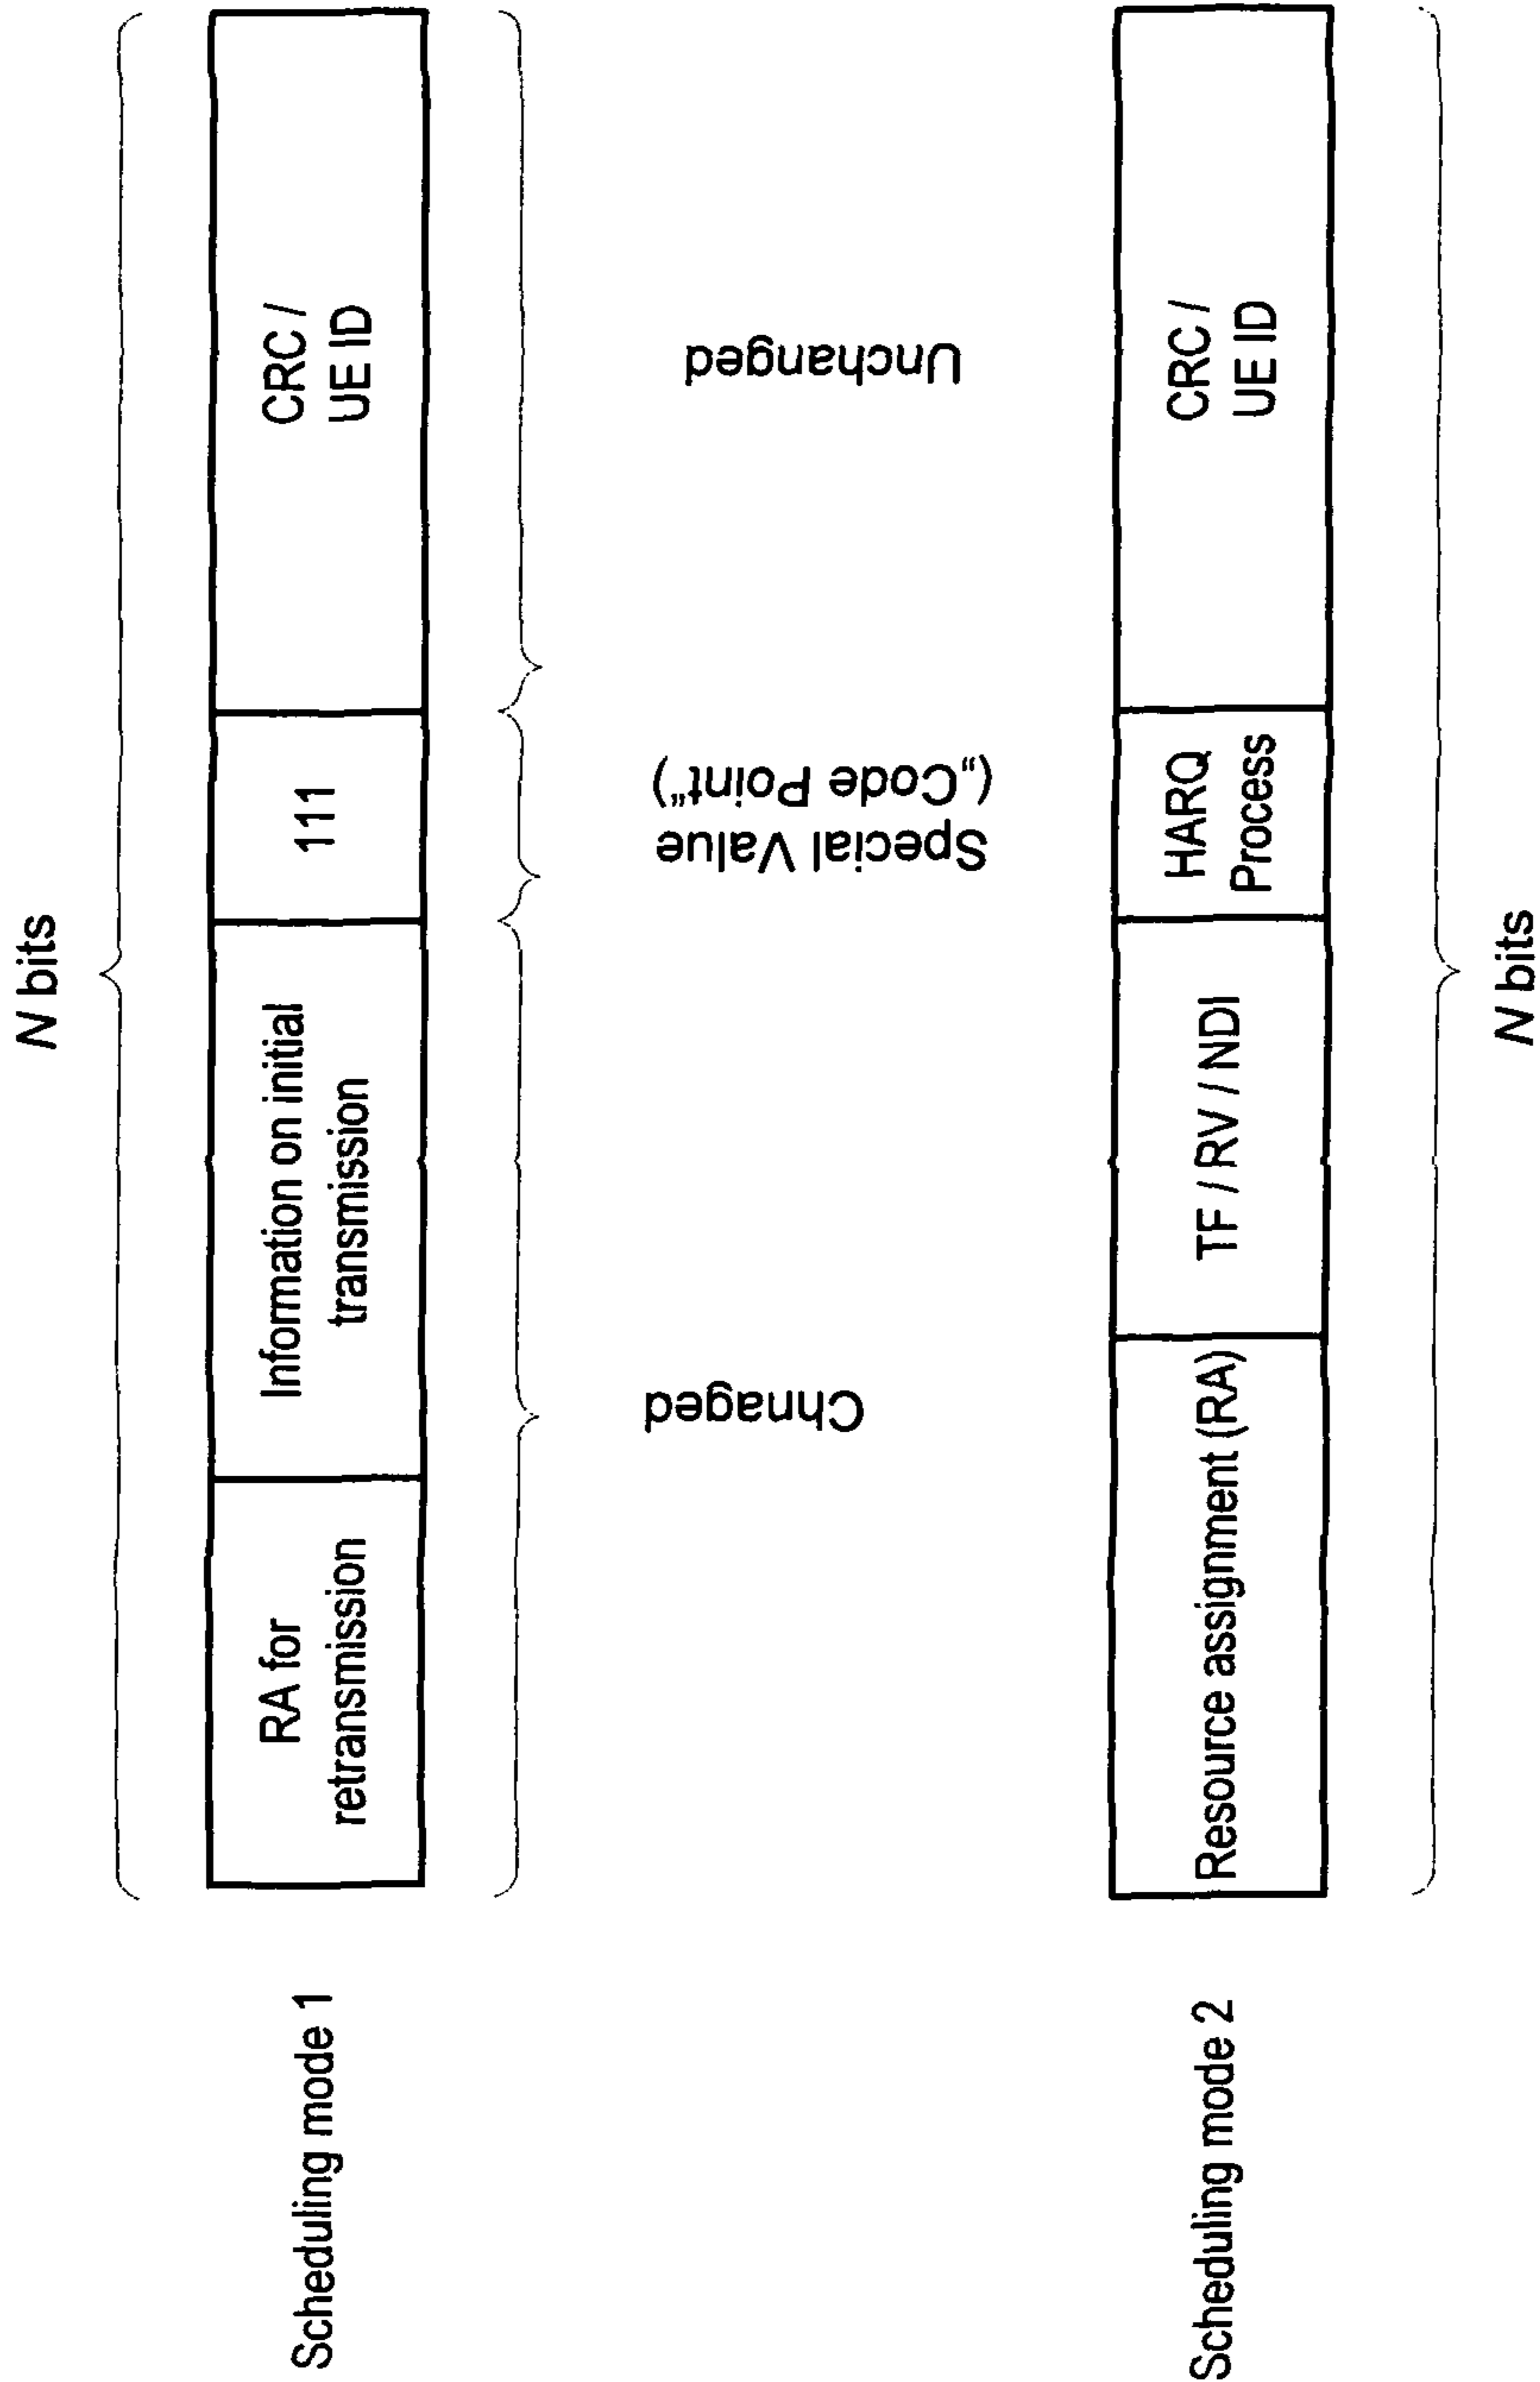 N bits
Scheduling mode 1
RA for
retransmission
Information on initial
transmission
111
CRC /
UE ID
Chnaged
Special Value
(„Code Point“)
Unchanged
Scheduling mode 2
Resource assignment (RA)
TF / RV / NDI
HARQ
Process
CRC /
UE ID
N bits